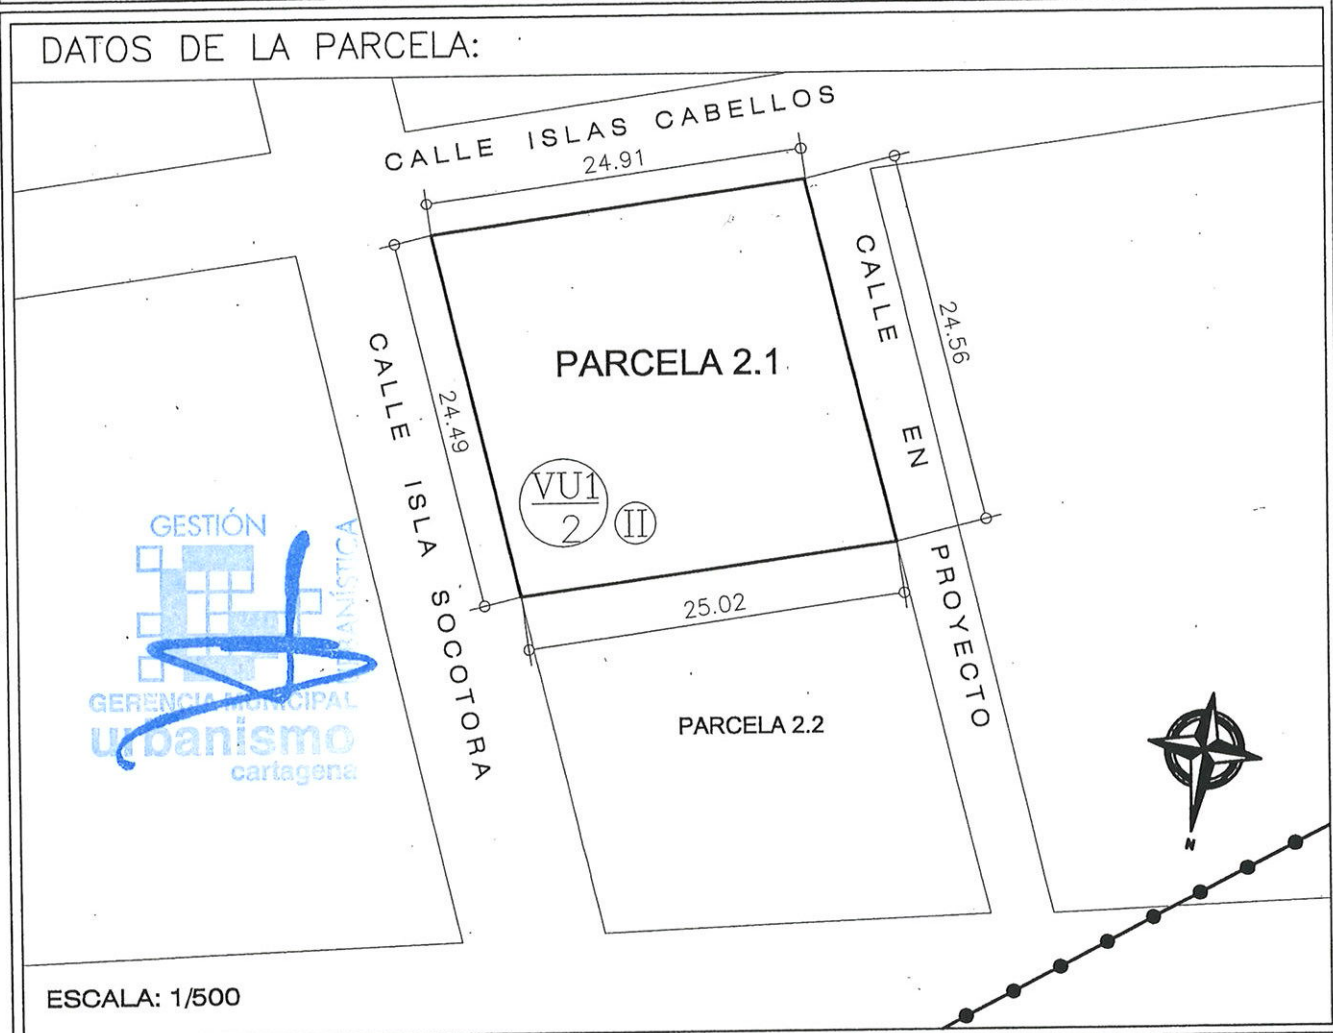 DATOS DE LA PARCELA:
CALLE ISLAS CABELLOS
24.91
CALLE EN PROYECTO
24.56
PARCELA 2.1
CALLE ISLA SOCOTORA
24.49
VU1
2
II
25.02
PARCELA 2.2
GESTIÓN
URBANÍSTICA
GERENCIA MUNICIPAL
urbanismo
cartagena
N
ESCALA: 1/500